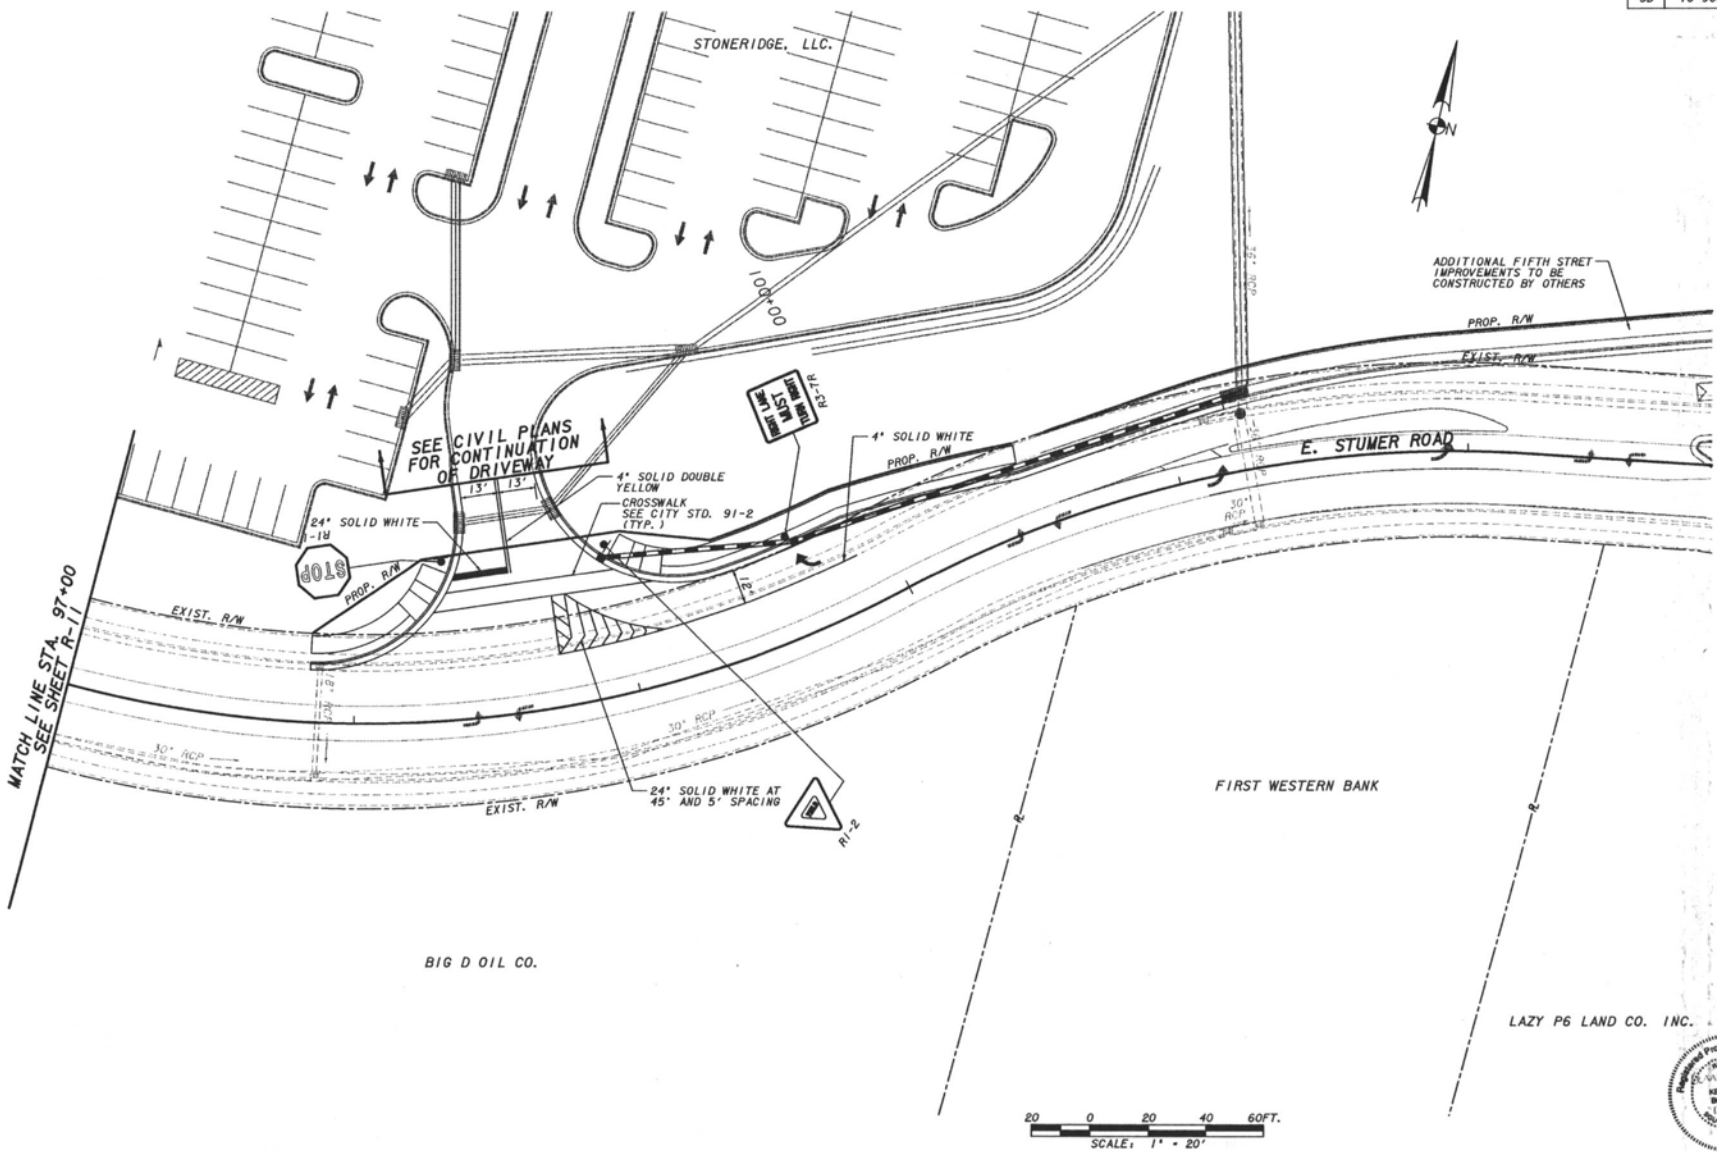 STONERIDGE, LLC.
N
ADDITIONAL FIFTH STRET
IMPROVEMENTS TO BE
CONSTRUCTED BY OTHERS
PROP. R/W
EXIST. R/W
36" RCP
100+00
RIGHT LANE
MUST
TURN RIGHT
R3-7R
4" SOLID WHITE
PROP. R/W
E. STUMER ROAD
SEE CIVIL PLANS
FOR CONTINUATION
OF DRIVEWAY
13' 13'
4" SOLID DOUBLE
YELLOW
CROSSWALK
SEE CITY STD. 91-2
(TYP.)
24" SOLID WHITE
R1-1
STOP
PROP. R/W
EXIST. R/W
12'
30"
RCP
18" RCP
MATCH LINE STA. 97+00
SEE SHEET R-11
30" RCP
30" RCP
EXIST. R/W
24" SOLID WHITE AT
45° AND 5' SPACING
R1-2
FIRST WESTERN BANK
BIG D OIL CO.
LAZY P6 LAND CO. INC.
20 0 20 40 60FT.
SCALE: 1" = 20'